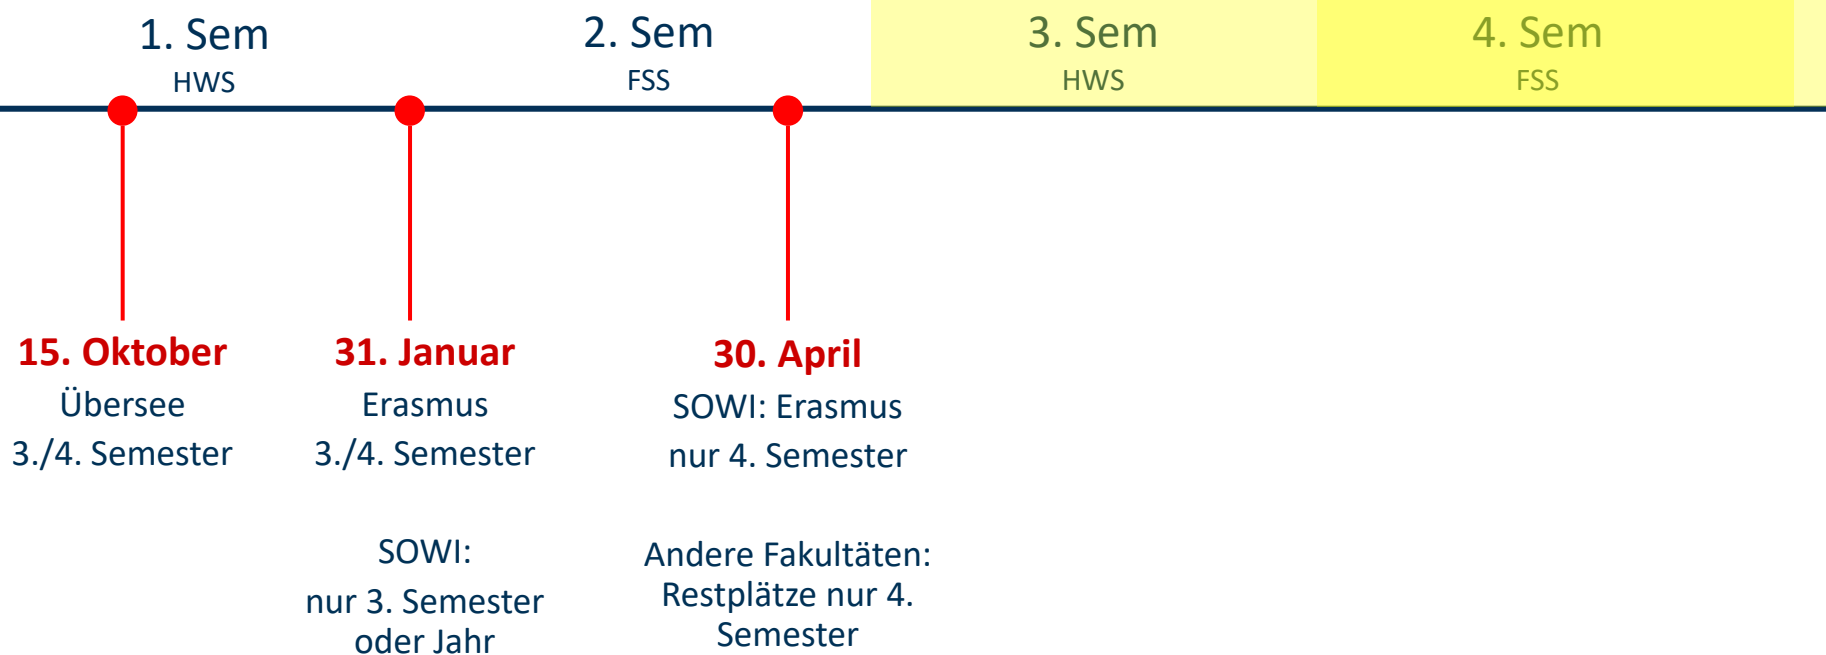 1. Sem
HWS
2. Sem
FSS
3. Sem
HWS
4. Sem
FSS
15. Oktober
Übersee
3./4. Semester
31. Januar
Erasmus
3./4. Semester
SOWI:
nur 3. Semester
oder Jahr
30. April
SOWI: Erasmus
nur 4. Semester
Andere Fakultäten:
Restplätze nur 4.
Semester